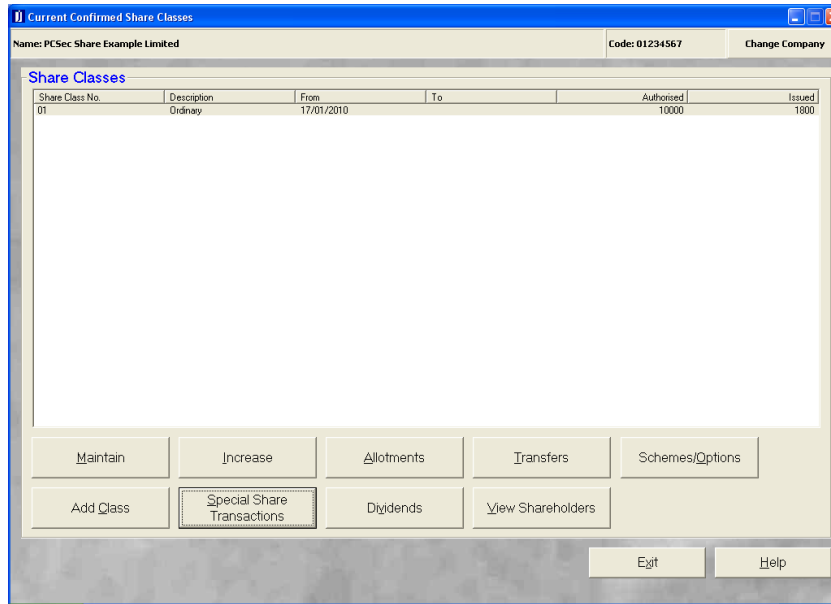 Current Confirmed Share Classes
Name: PCSec Share Example Limited Code: 01234567 Change Company
Share Classes
Share Class No. Description From To Authorised Issued
01 Ordinary 17/01/2010 10000 1800
Maintain Increase Allotments Transfers Schemes/Options
Add Class Special Share Transactions Dividends View Shareholders
Exit Help